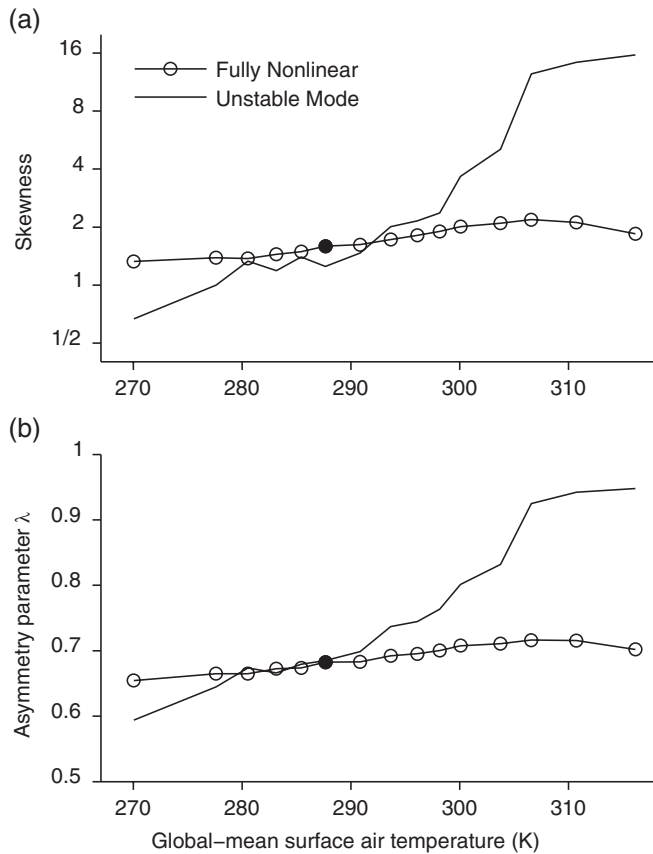 (a)
16
8
4
2
1
1/2
Skewness
Fully Nonlinear
Unstable Mode
270 280 290 300 310
(b)
1
0.9
0.8
0.7
0.6
0.5
Asymmetry parameter λ
270 280 290 300 310
Global−mean surface air temperature (K)